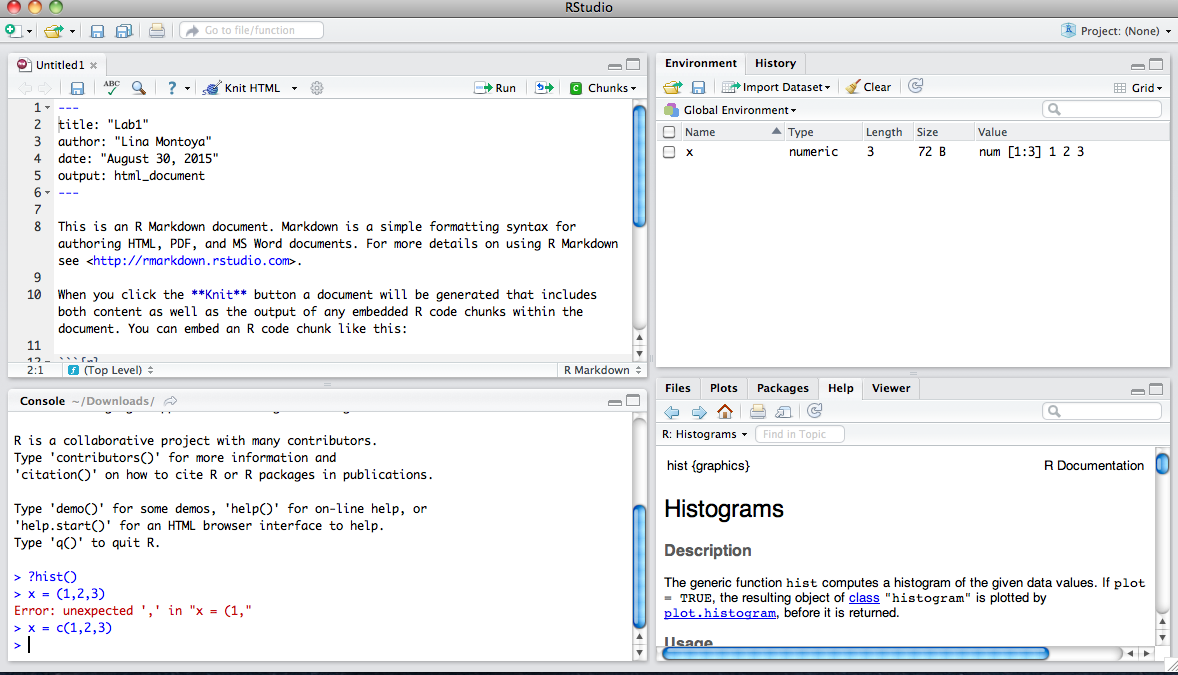 RStudio
Go to file/function
Project: (None)
Untitled1
ABC
Knit HTML
Run
Chunks
1 ---
2 title: "Lab1"
3 author: "Lina Montoya"
4 date: "August 30, 2015"
5 output: html_document
6 ---
7
8 This is an R Markdown document. Markdown is a simple formatting syntax for
authoring HTML, PDF, and MS Word documents. For more details on using R Markdown
see <http://rmarkdown.rstudio.com>.
9
10 When you click the **Knit** button a document will be generated that includes
both content as well as the output of any embedded R code chunks within the
document. You can embed an R code chunk like this:
11
2:1 (Top Level) R Markdown
Console ~/Downloads/
R is a collaborative project with many contributors.
Type 'contributors()' for more information and
'citation()' on how to cite R or R packages in publications.
Type 'demo()' for some demos, 'help()' for on-line help, or
'help.start()' for an HTML browser interface to help.
Type 'q()' to quit R.
> ?hist()
> x = (1,2,3)
Error: unexpected ',' in "x = (1,"
> x = c(1,2,3)
>
Environment History
Import Dataset Clear Grid
Global Environment
Name Type Length Size Value
x numeric 3 72 B num [1:3] 1 2 3
Files Plots Packages Help Viewer
R: Histograms Find in Topic
hist {graphics} R Documentation
Histograms
Description
The generic function hist computes a histogram of the given data values. If plot
= TRUE, the resulting object of class "histogram" is plotted by
plot.histogram, before it is returned.
Usage